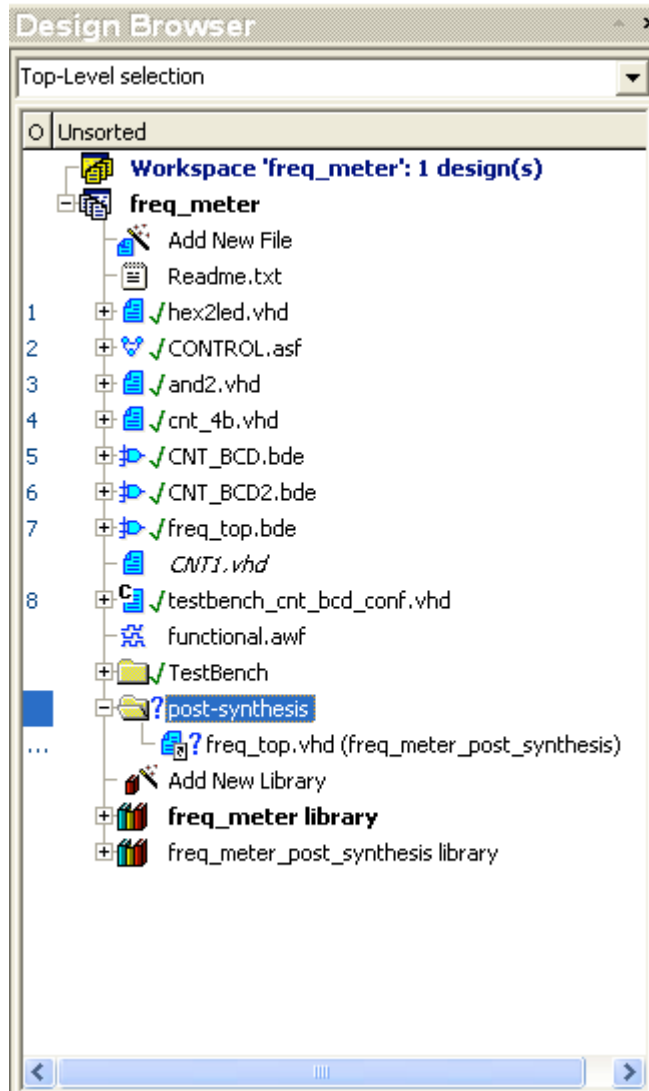 Design Browser
Top-Level selection
O Unsorted
Workspace 'freq_meter': 1 design(s)
freq_meter
Add New File
Readme.txt
1 hex2led.vhd
2 CONTROL.asf
3 and2.vhd
4 cnt_4b.vhd
5 CNT_BCD.bde
6 CNT_BCD2.bde
7 freq_top.bde
CNT1.vhd
8 C testbench_cnt_bcd_conf.vhd
functional.awf
TestBench
?post-synthesis
... ? freq_top.vhd (freq_meter_post_synthesis)
Add New Library
freq_meter library
freq_meter_post_synthesis library